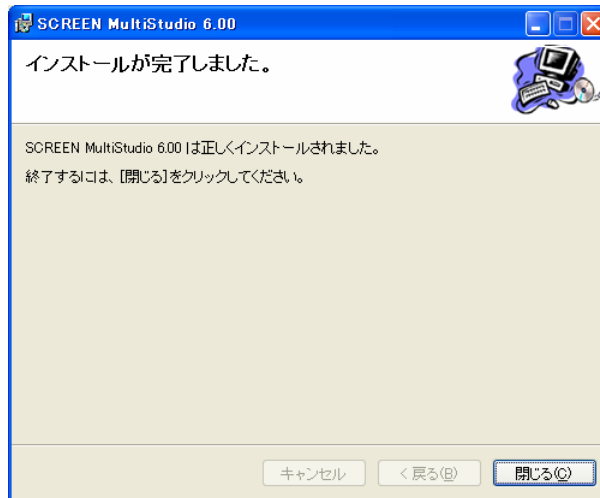 SCREEN MultiStudio 6.00
インストールが完了しました。
SCREEN MultiStudio 6.00 は正しくインストールされました。
終了するには、[閉じる]をクリックしてください。
キャンセル
< 戻る(B)
閉じる(C)